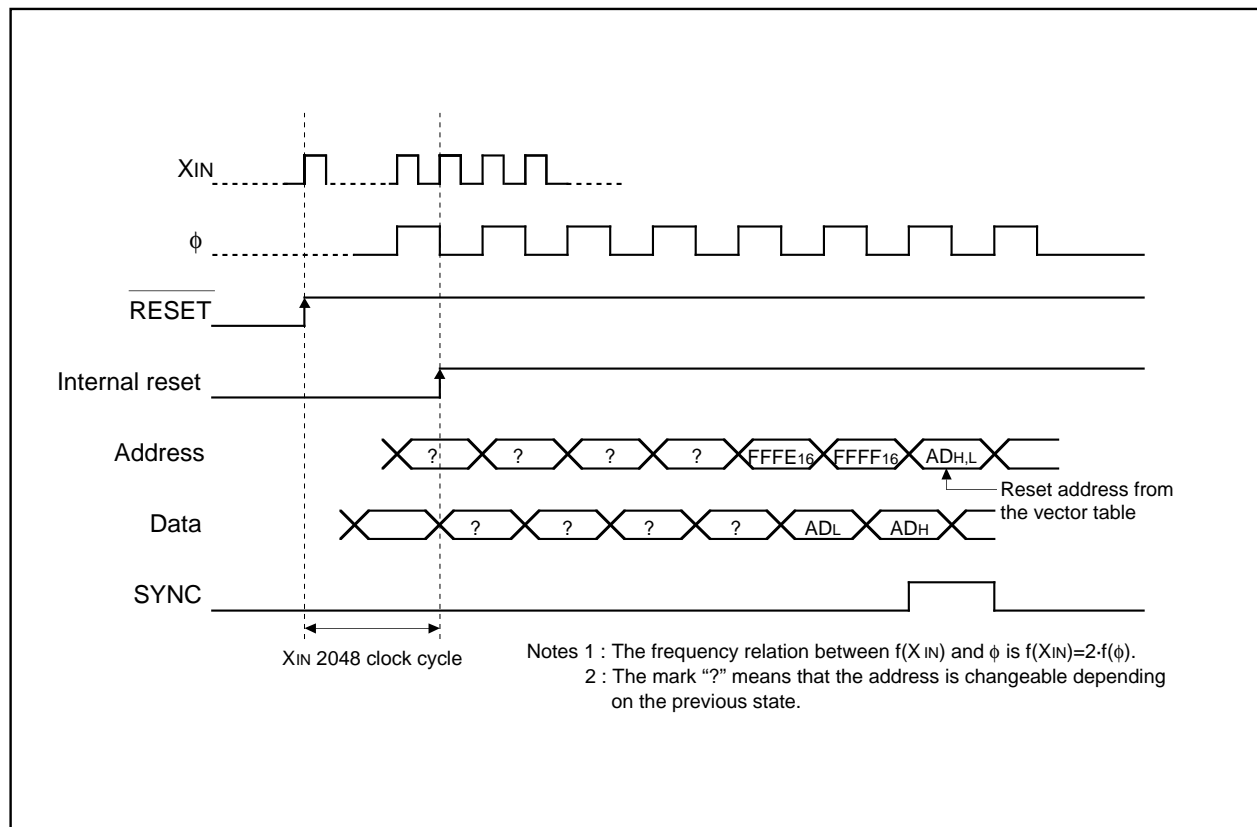 XIN
ϕ
RESET
Internal reset
Address
? ? ? ? FFFE16 FFFF16 ADH,L
Reset address from
the vector table
Data
? ? ? ? ADL ADH
SYNC
XIN 2048 clock cycle
Notes 1 : The frequency relation between f(XIN) and ϕ is f(XIN)=2·f(ϕ).
2 : The mark “?” means that the address is changeable depending
on the previous state.